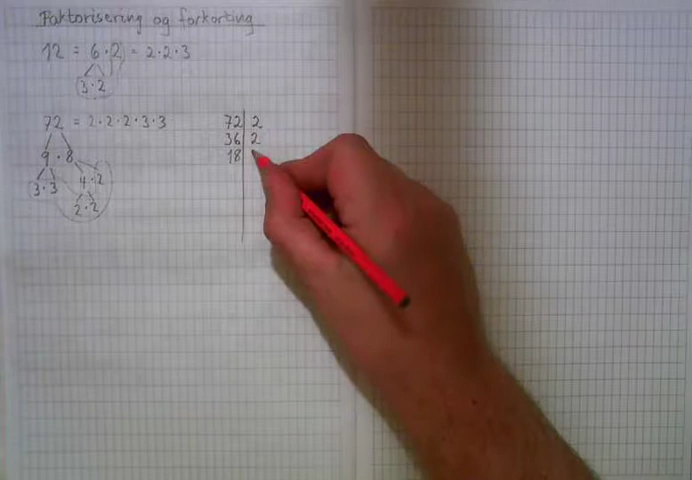 Faktorisering og forkorting
12 = 6 · 2 = 2 · 2 · 3
3 · 2
72 = 2 · 2 · 2 · 3 · 3
9 · 8
3 · 3
4 · 2
2 · 2
72 2
36 2
18